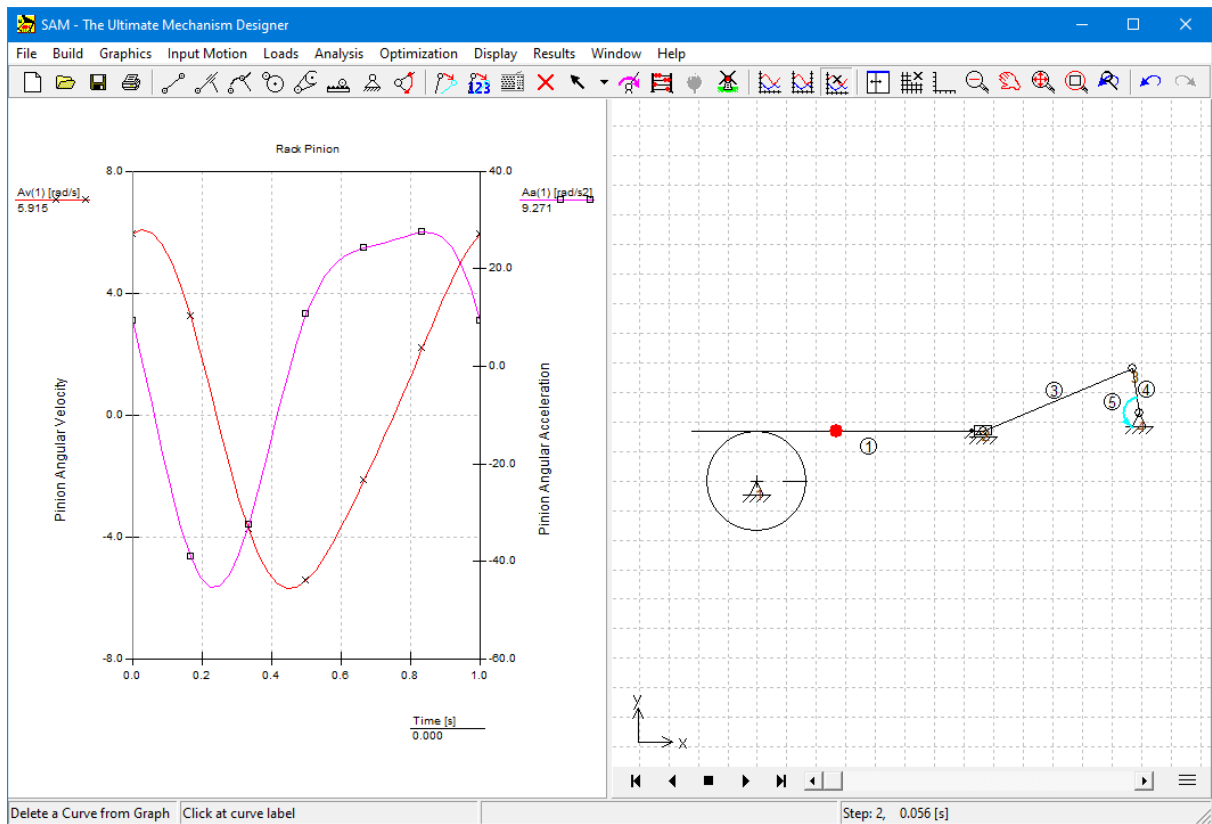 SAM - The Ultimate Mechanism Designer
File Build Graphics Input Motion Loads Analysis Optimization Display Results Window Help
123
Rack Pinion
8.0
40.0
Av(1) [rad/s]
5.915
Aa(1) [rad/s2]
9.271
20.0
4.0
0.0
0.0
-20.0
-4.0
-40.0
-8.0
-60.0
Pinion Angular Velocity
Pinion Angular Acceleration
0.0 0.2 0.4 0.6 0.8 1.0
Time [s]
0.000
3
4
5
1
y
x
Delete a Curve from Graph Click at curve label Step: 2, 0.056 [s]